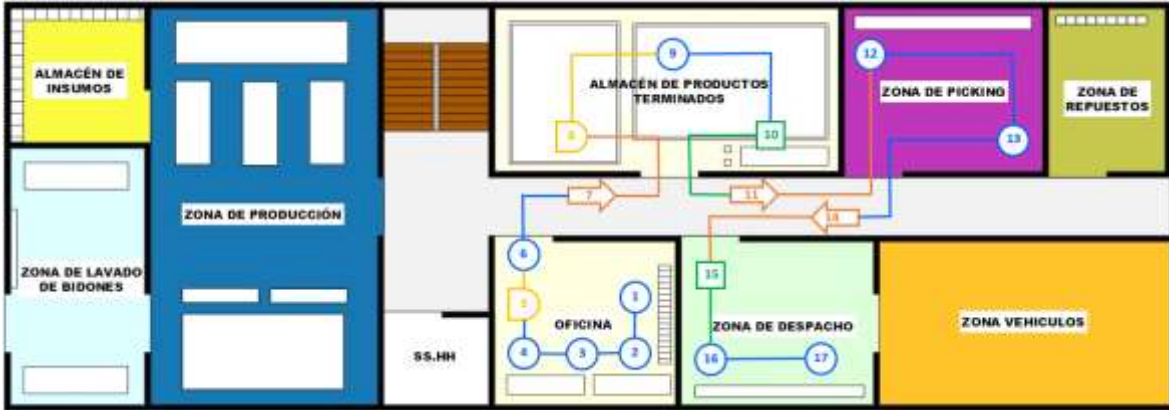 ALMACÉN DE
INSUMOS
ZONA DE LAVADO
DE BIDONES
ZONA DE PRODUCCIÓN
SS.HH
9
ALMACÉN DE PRODUCTOS
TERMINADOS
8
10
12
ZONA DE PICKING
13
ZONA DE
REPUESTOS
7
11
14
6
5
1
OFICINA
4
3
2
15
ZONA DE DESPACHO
16
17
ZONA VEHICULOS